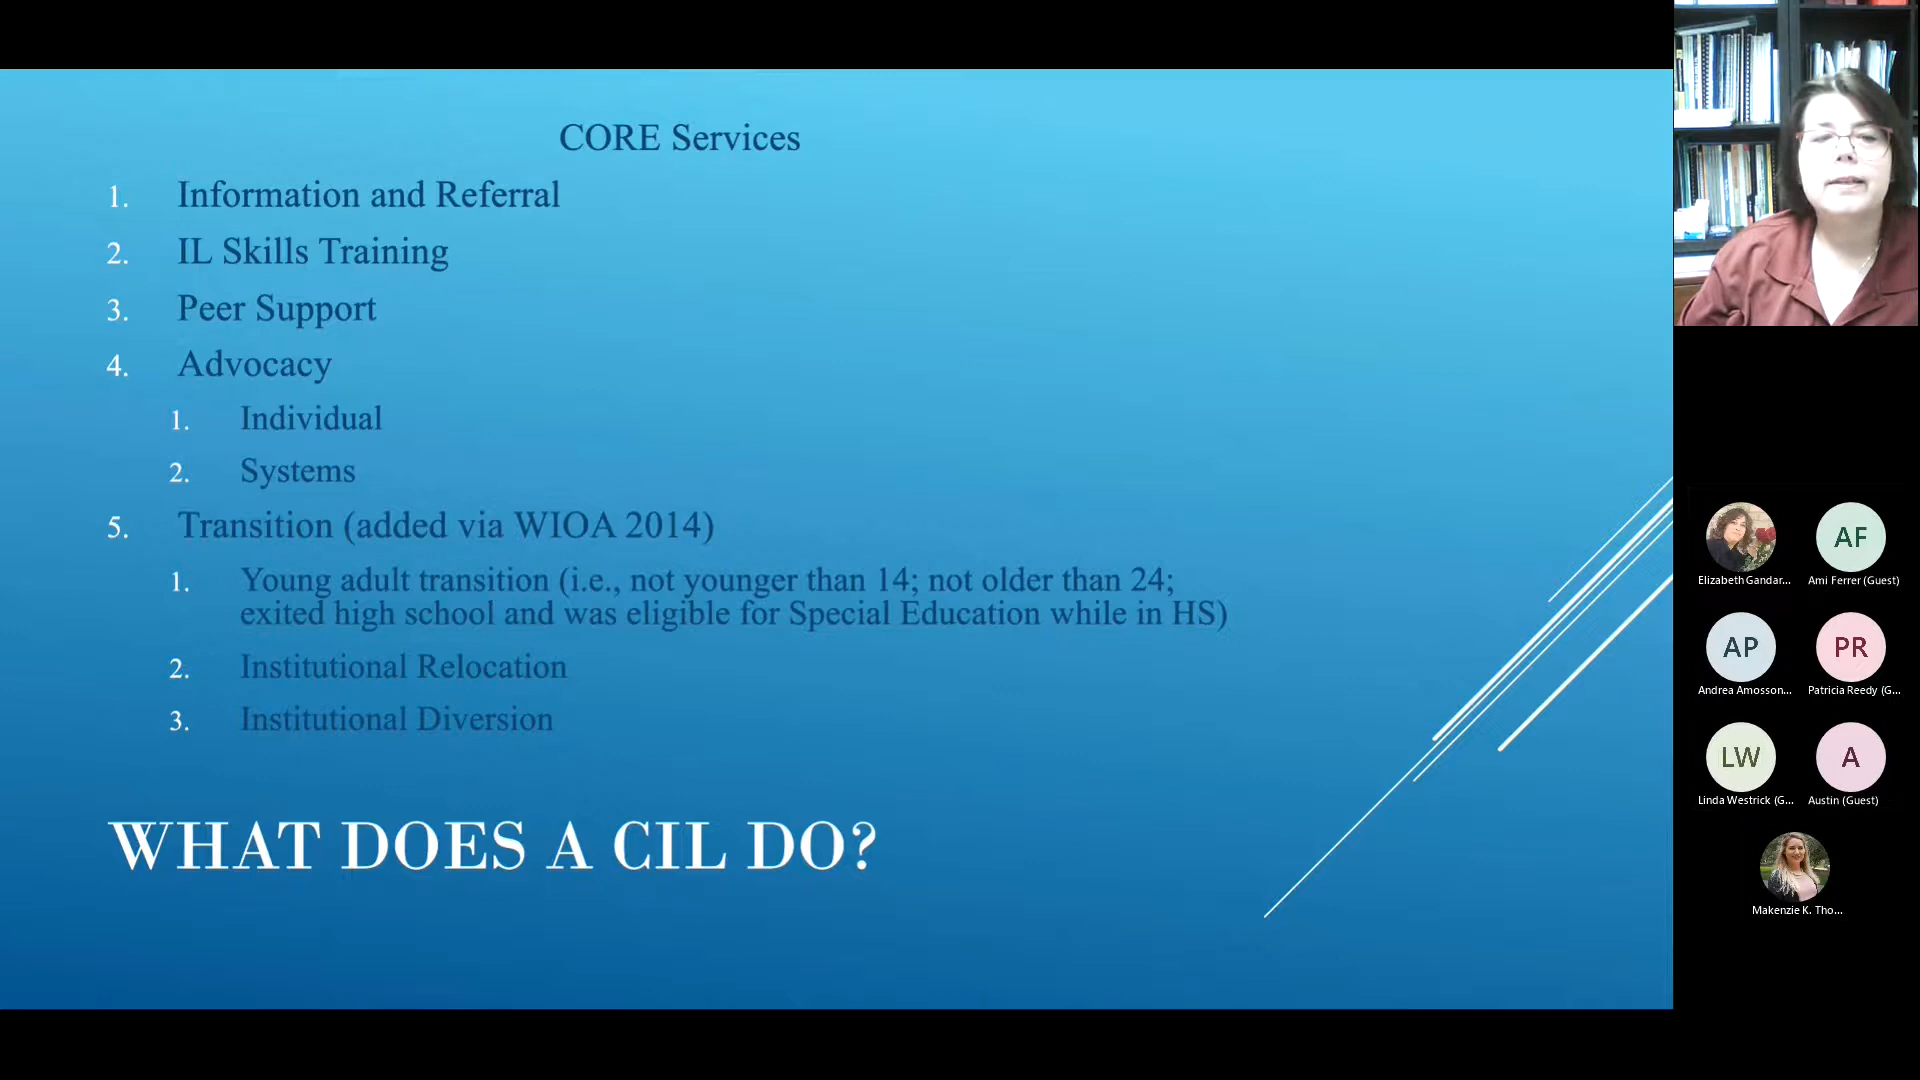 CORE Services
1. Information and Referral
2. IL Skills Training
3. Peer Support
4. Advocacy
1. Individual
2. Systems
5. Transition (added via WIOA 2014)
1. Young adult transition (i.e., not younger than 14; not older than 24;
exited high school and was eligible for Special Education while in HS)
2. Institutional Relocation
3. Institutional Diversion
WHAT DOES A CIL DO?
Elizabeth Gandar...
AF
Ami Ferrer (Guest)
AP
Andrea Amosson...
PR
Patricia Reedy (G...
LW
Linda Westrick (G...
A
Austin (Guest)
Makenzie K. Tho...